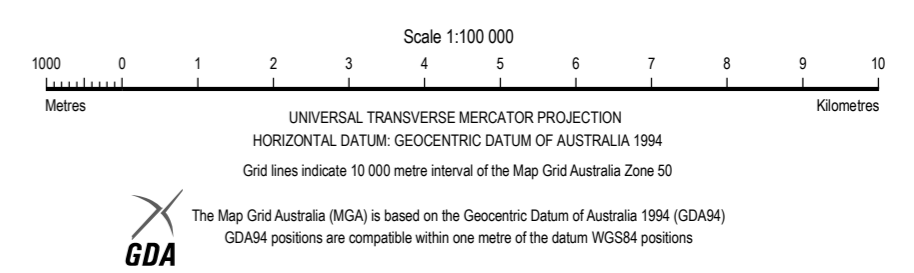 Scale 1:100 000
1000 0 1 2 3 4 5 6 7 8 9 10
Metres Kilometres
UNIVERSAL TRANSVERSE MERCATOR PROJECTION
HORIZONTAL DATUM: GEOCENTRIC DATUM OF AUSTRALIA 1994
Grid lines indicate 10 000 metre interval of the Map Grid Australia Zone 50
The Map Grid Australia (MGA) is based on the Geocentric Datum of Australia 1994 (GDA94)
GDA94 positions are compatible within one metre of the datum WGS84 positions
GDA